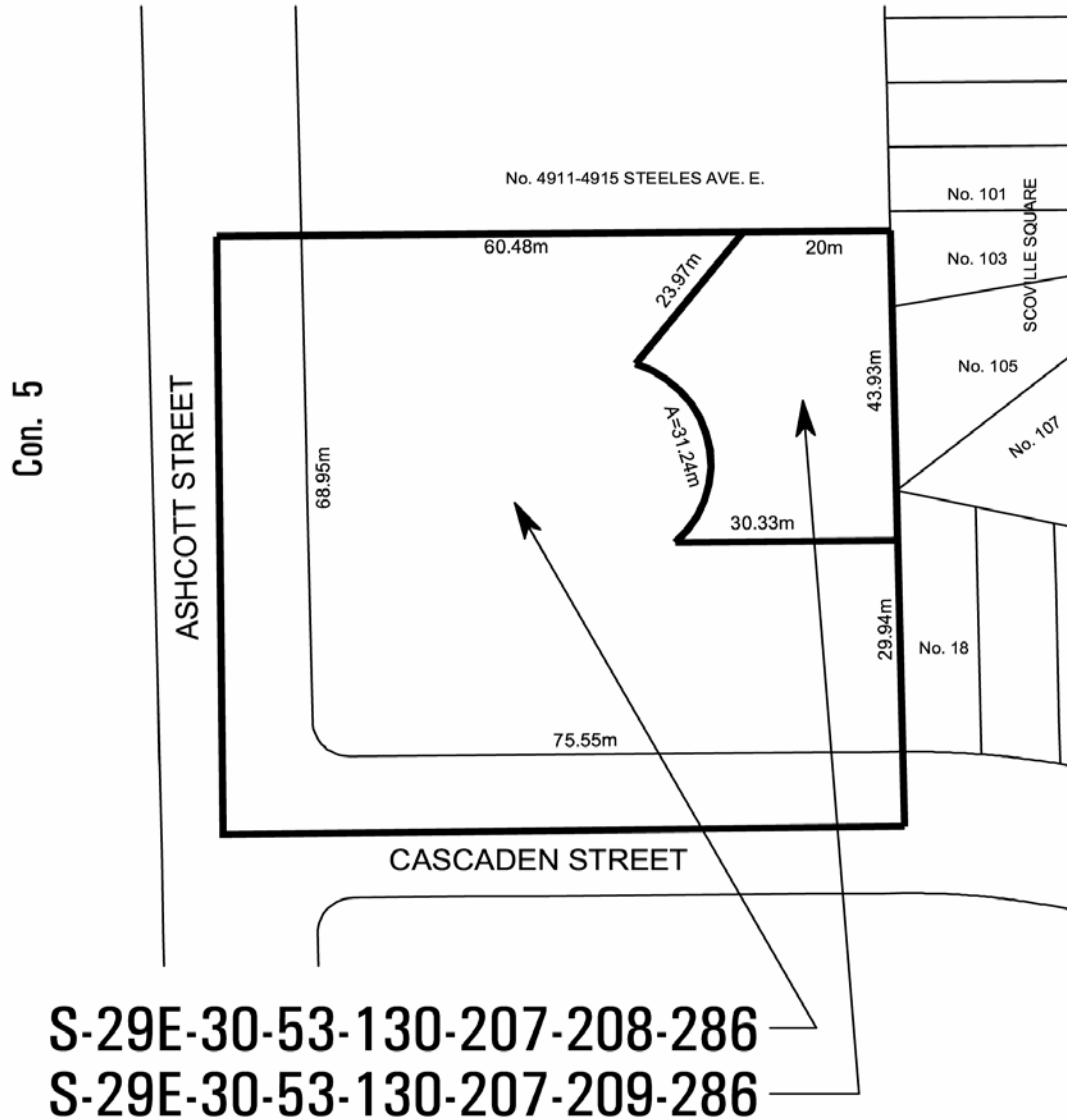 No. 4911-4915 STEELES AVE. E.
No. 101
SCOVILLE SQUARE
60.48m
20m
No. 103
23.97m
43.93m
No. 105
Con. 5
ASHCOTT STREET
68.95m
A=31.24m
No. 107
30.33m
29.94m
No. 18
75.55m
CASCADEN STREET
S-29E-30-53-130-207-208-286
S-29E-30-53-130-207-209-286